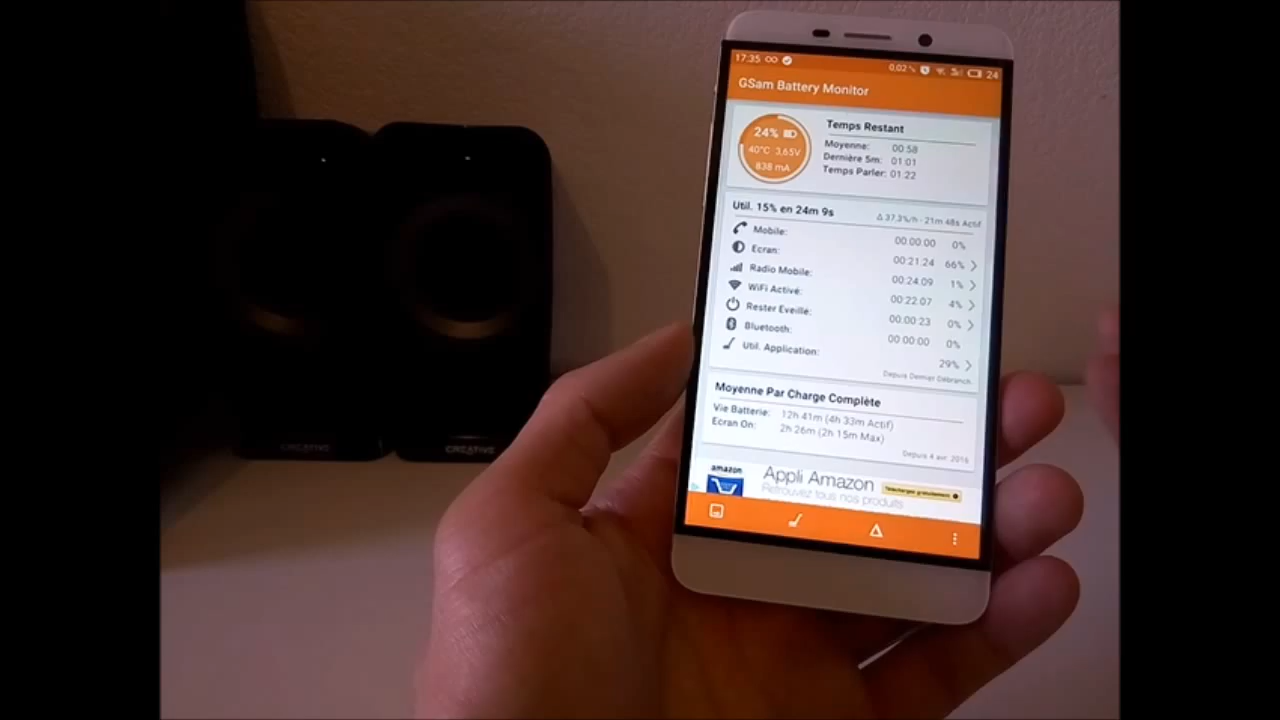 17:35 0,02 24
GSam Battery Monitor
24%
40°C 3,65V
838 mA
Temps Restant
Moyenne: 00:58
Dernière 5m: 01:01
Temps Parler: 01:22
Util. 15% en 24m 9s Δ 37,3%/h - 21m 48s Actif
Mobile: 00:00:00 0%
Ecran: 00:21:24 66%
Radio Mobile: 00:24:09 1%
WiFi Activé: 00:22:07 4%
Rester Eveille: 00:00:23 0%
Bluetooth: 00:00:00 0%
Util. Application: 29%
Depuis Dernier Débranch.
Moyenne Par Charge Complète
Vie Batterie: 12h 41m (4h 33m Actif)
Ecran On: 2h 26m (2h 15m Max)
Depuis 4 avr. 2016
amazon Appli Amazon
Retrouvez tous nos produits
Téléchargez gratuitement
CREATIVE CREATIVE